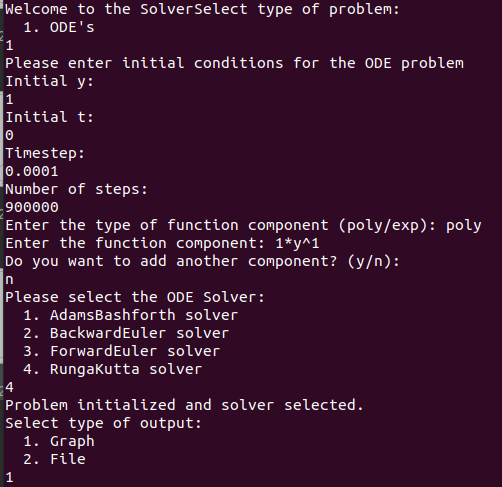 Welcome to the SolverSelect type of problem:
  1. ODE's
1
Please enter initial conditions for the ODE problem
Initial y:
1
Initial t:
0
Timestep:
0.0001
Number of steps:
900000
Enter the type of function component (poly/exp): poly
Enter the function component: 1*y^1
Do you want to add another component? (y/n):
n
Please select the ODE Solver:
  1. AdamsBashforth solver
  2. BackwardEuler solver
  3. ForwardEuler solver
  4. RungaKutta solver
4
Problem initialized and solver selected.
Select type of output:
  1. Graph
  2. File
1